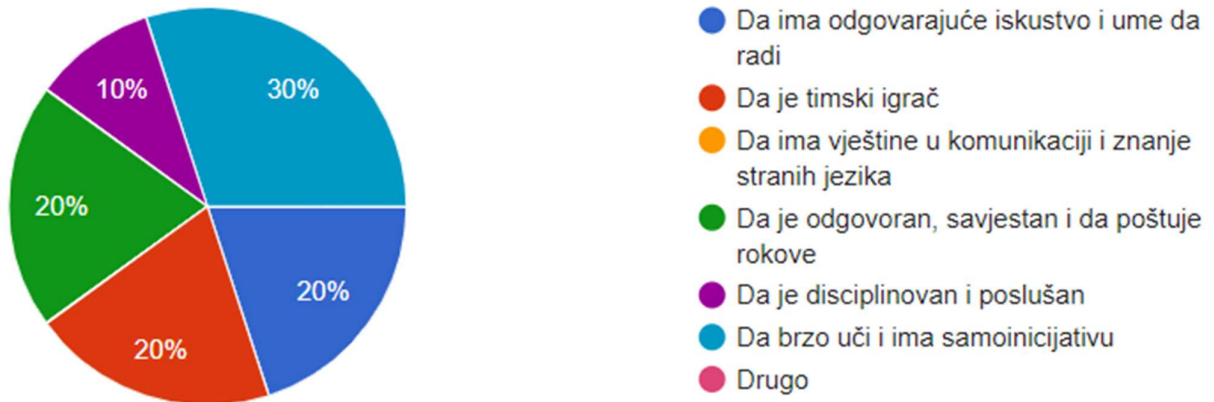 10%
30%
20%
20%
20%
Da ima odgovarajuće iskustvo i ume da
radi
Da je timski igrač
Da ima vještine u komunikaciji i znanje
stranih jezika
Da je odgovoran, savjestan i da poštuje
rokove
Da je disciplinovan i poslušan
Da brzo uči i ima samoinicijativu
Drugo